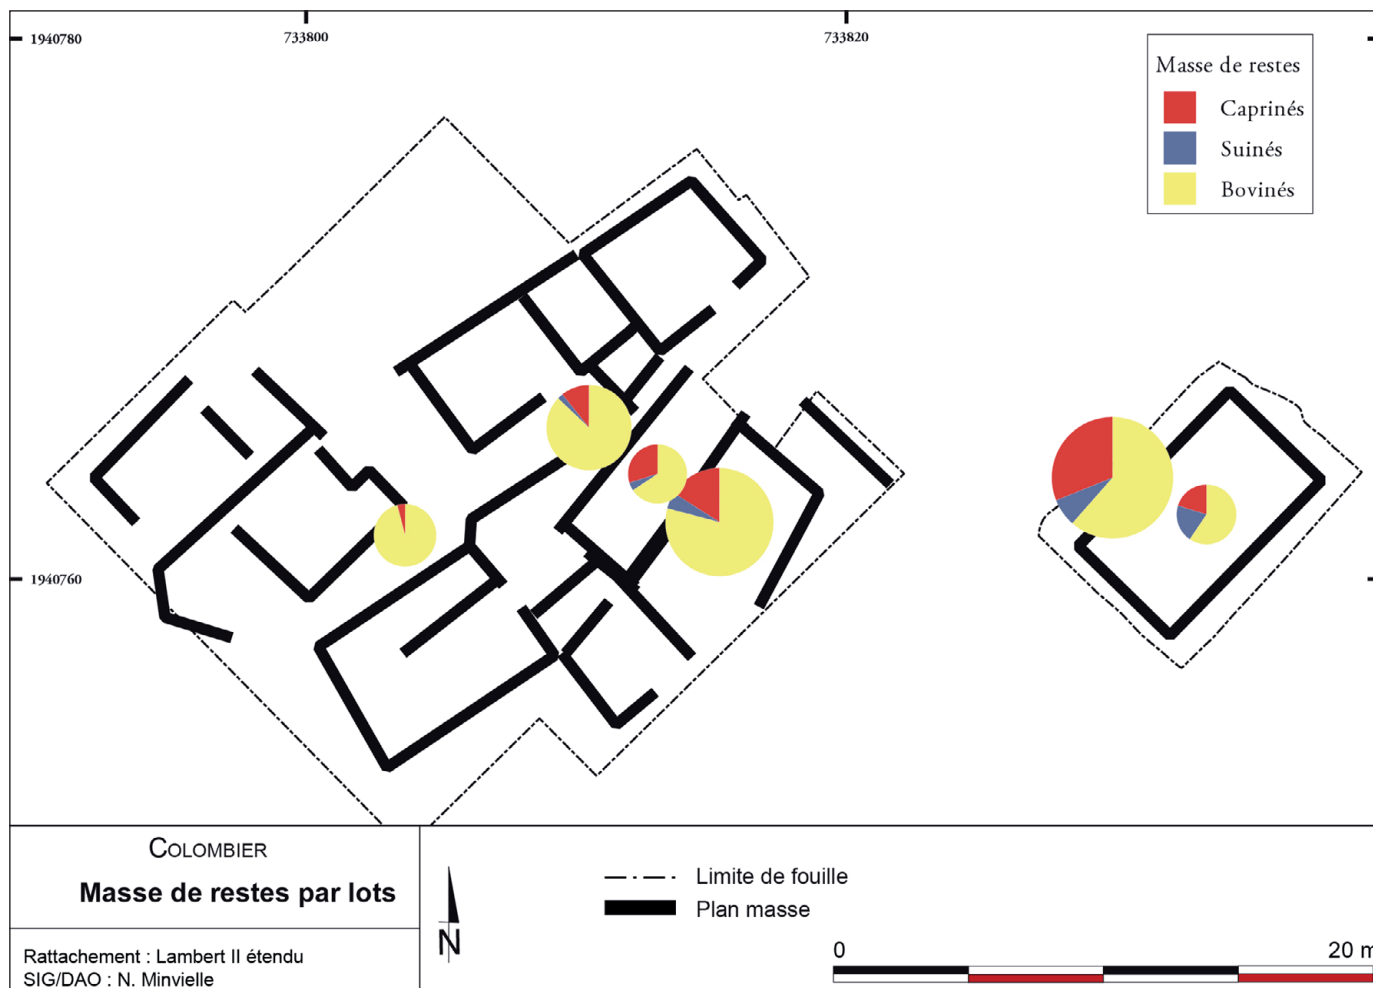 733800
733820
1940780
1940760
Masse de restes
Caprinés
Suinés
Bovinés
COLOMBIER
Masse de restes par lots
Rattachement : Lambert II étendu
SIG/DAO : N. Minvielle
N
Limite de fouille
Plan masse
0
20 m